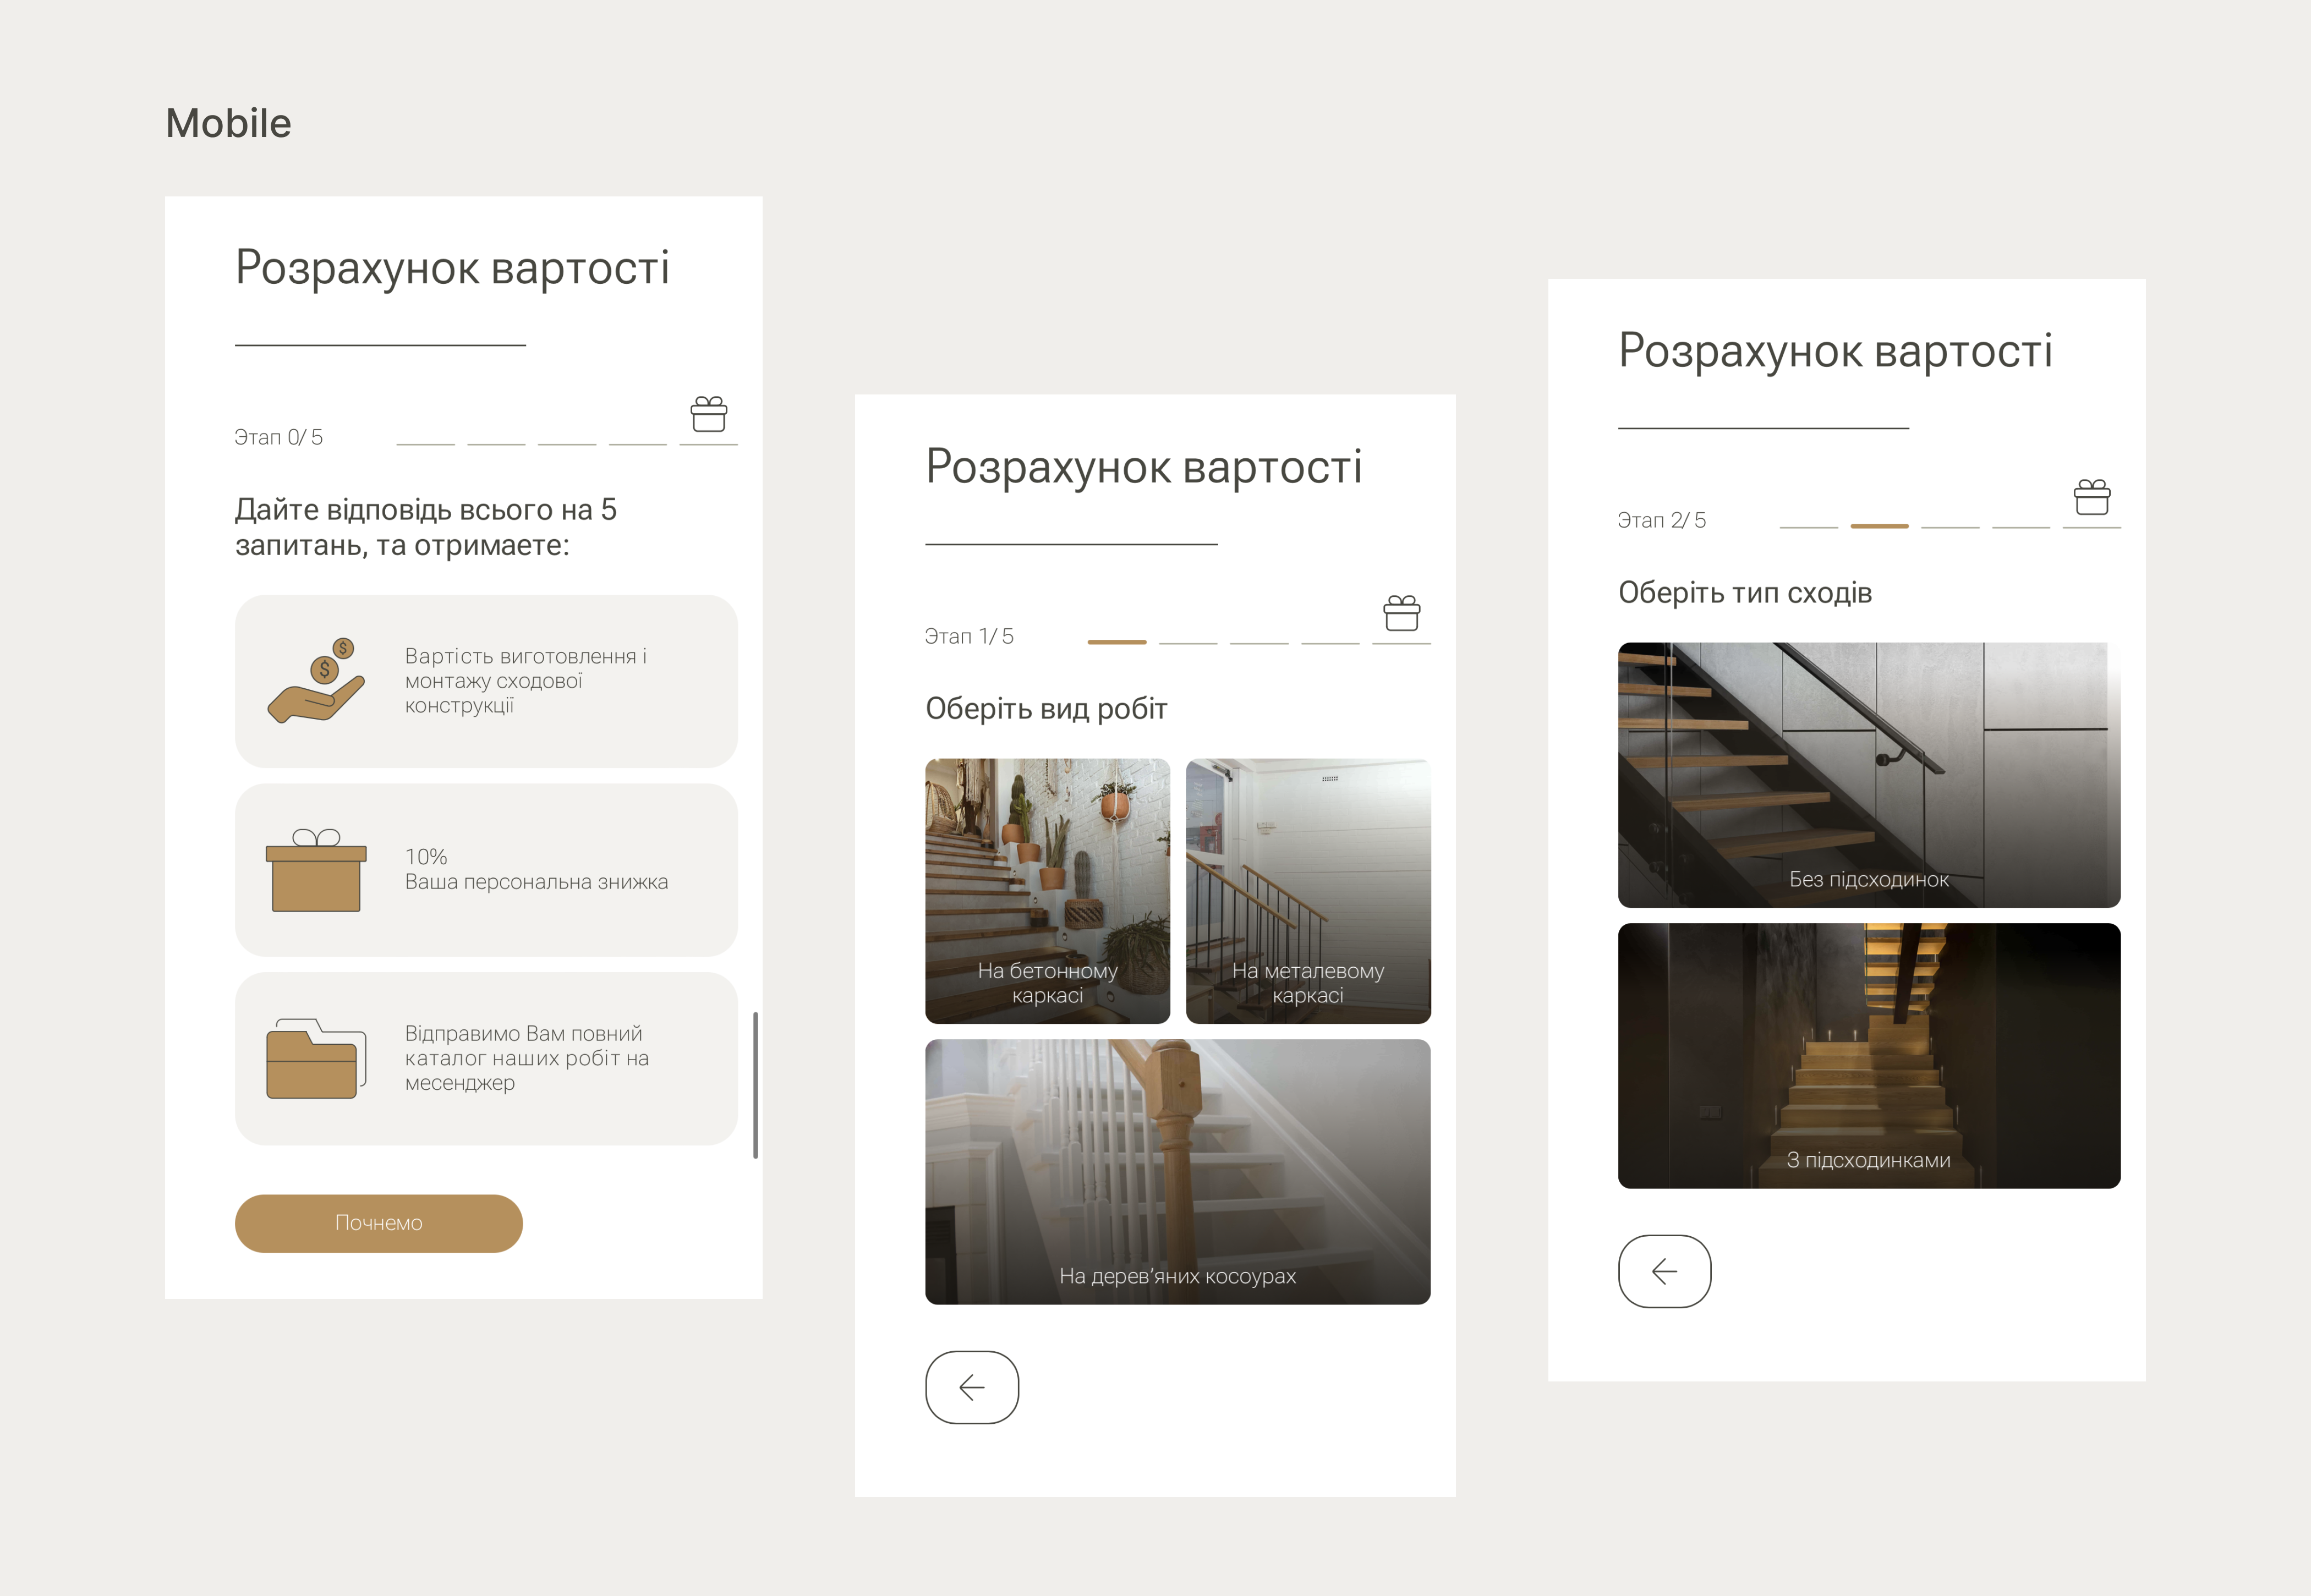 Mobile
Розрахунок вартості
Этап 0/ 5
Дайте відповідь всього на 5
запитань, та отримаете:
$
$
Вартість виготовлення і
монтажу сходової
конструкції
10%
Ваша персональна знижка
Відправимо Вам повний
каталог наших робіт на
месенджер
Почнемо
Розрахунок вартості
Этап 1/ 5
Оберіть вид робіт
На бетонному
каркасі
На металевому
каркасі
На дерев’яних косоурах
Розрахунок вартості
Этап 2/ 5
Оберіть тип сходів
Без підсходинок
З підсходинками